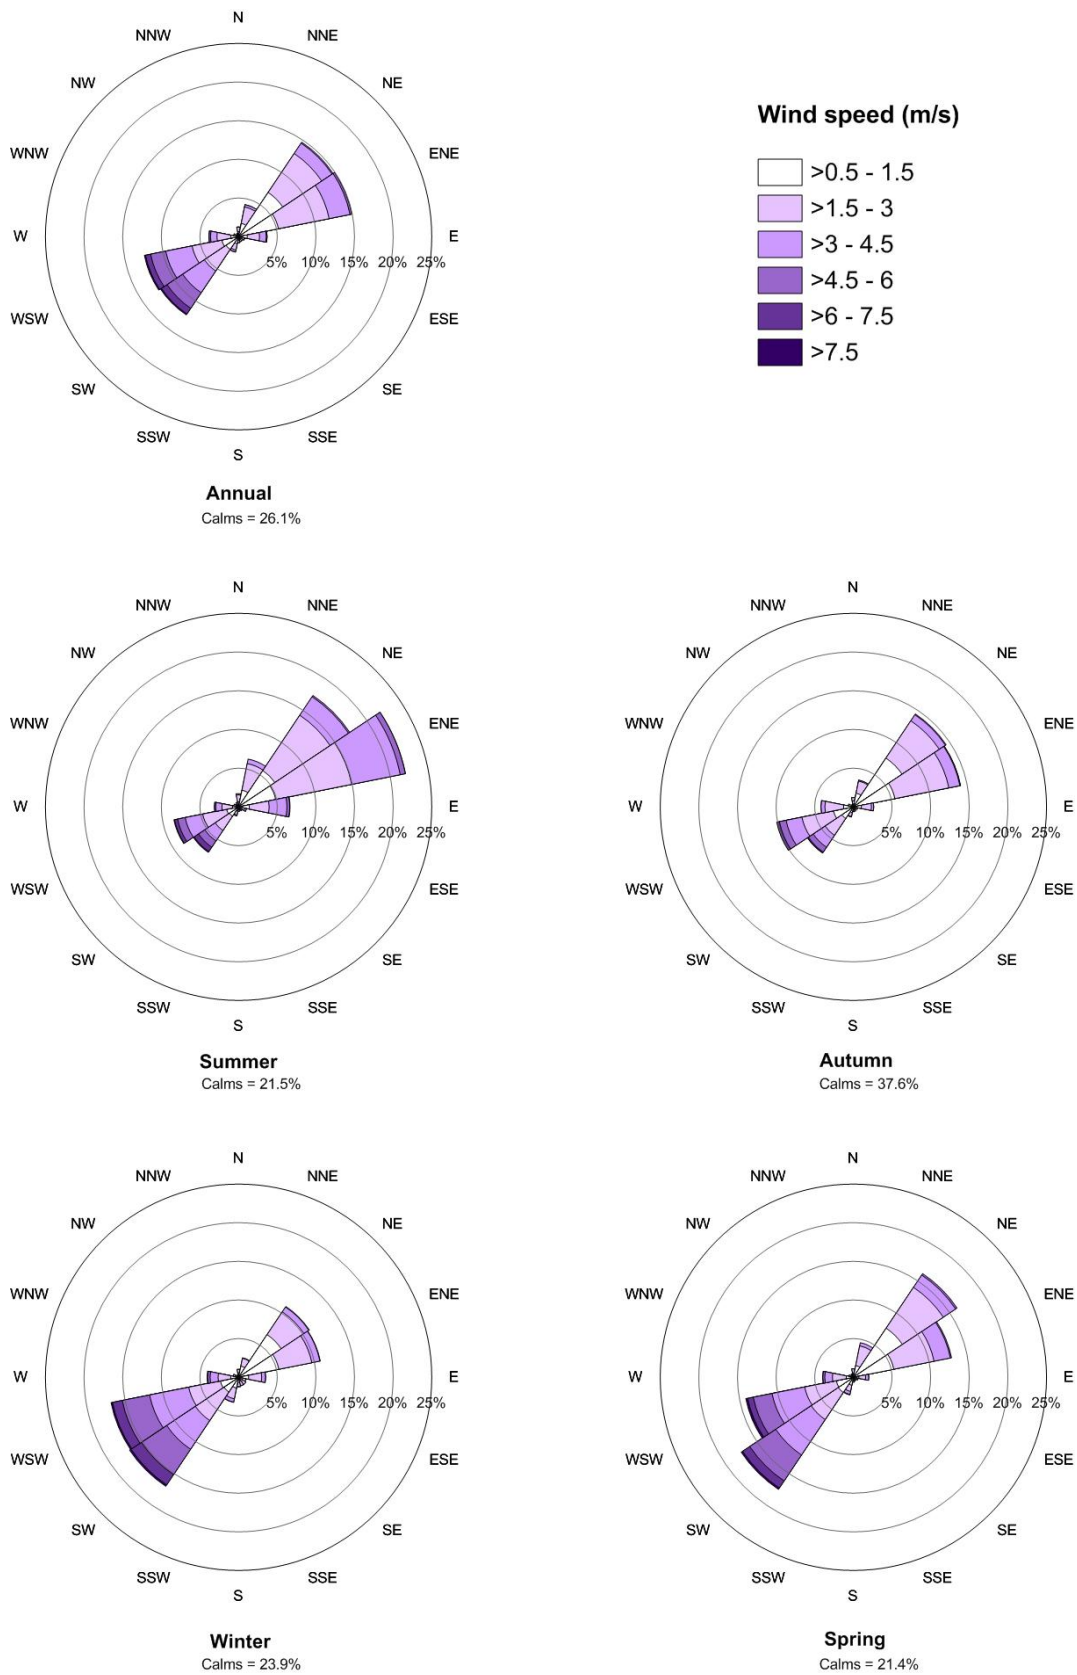 N
NNW NNE
NW NE
WNW ENE
W E
5% 10% 15% 20% 25%
WSW ESE
SW SE
SSW SSE
S
Annual
Calms = 26.1%
Wind speed (m/s)
>0.5 - 1.5
>1.5 - 3
>3 - 4.5
>4.5 - 6
>6 - 7.5
>7.5
N
NNW NNE
NW NE
WNW ENE
W E
5% 10% 15% 20% 25%
WSW ESE
SW SE
SSW SSE
S
Summer
Calms = 21.5%
N
NNW NNE
NW NE
WNW ENE
W E
5% 10% 15% 20% 25%
WSW ESE
SW SE
SSW SSE
S
Autumn
Calms = 37.6%
N
NNW NNE
NW NE
WNW ENE
W E
5% 10% 15% 20% 25%
WSW ESE
SW SE
SSW SSE
S
Winter
Calms = 23.9%
N
NNW NNE
NW NE
WNW ENE
W E
5% 10% 15% 20% 25%
WSW ESE
SW SE
SSW SSE
S
Spring
Calms = 21.4%